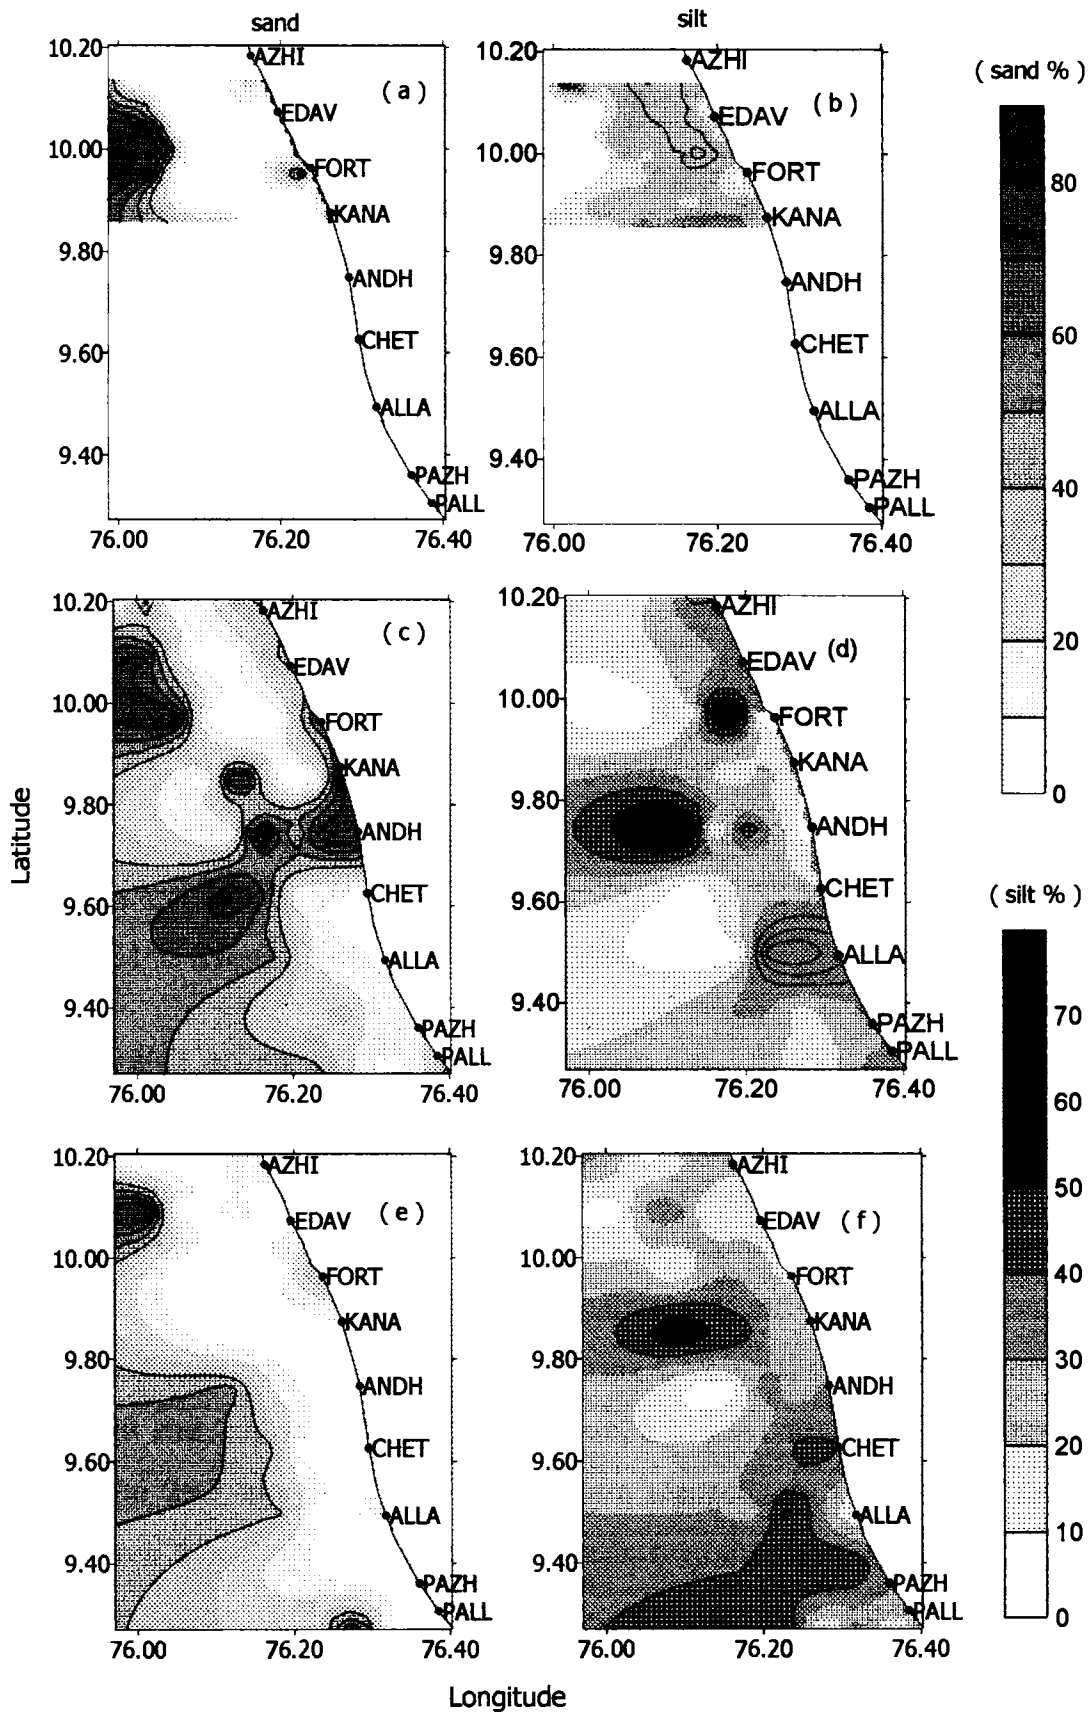 sand
silt
10.20
AZHI
( a )
EDAV
10.00
FORT
KANA
9.80
ANDH
CHET
9.60
ALLA
9.40
PAZH
PALL
76.00 76.20 76.40
10.20
AZHI
( b )
EDAV
10.00
FORT
KANA
9.80
ANDH
9.60
CHET
ALLA
9.40
PAZH
PALL
76.00 76.20 76.40
( sand % )
80
60
40
20
0
10.20
AZHI
( c )
EDAV
10.00
FORT
KANA
9.80
ANDH
CHET
9.60
ALLA
9.40
PAZH
PALL
76.00 76.20 76.40
10.20
AZHI
(d)
EDAV
10.00
FORT
KANA
9.80
ANDH
CHET
9.60
ALLA
9.40
PAZH
PALL
76.00 76.20 76.40
Latitude
( silt % )
70
60
50
40
30
20
10
0
10.20
AZHI
( e )
EDAV
10.00
FORT
KANA
9.80
ANDH
CHET
9.60
ALLA
9.40
PAZH
PALL
76.00 76.20 76.40
10.20
AZHI
( f )
EDAV
10.00
FORT
KANA
9.80
ANDH
CHET
9.60
ALLA
9.40
PAZH
PALL
76.00 76.20 76.40
Longitude